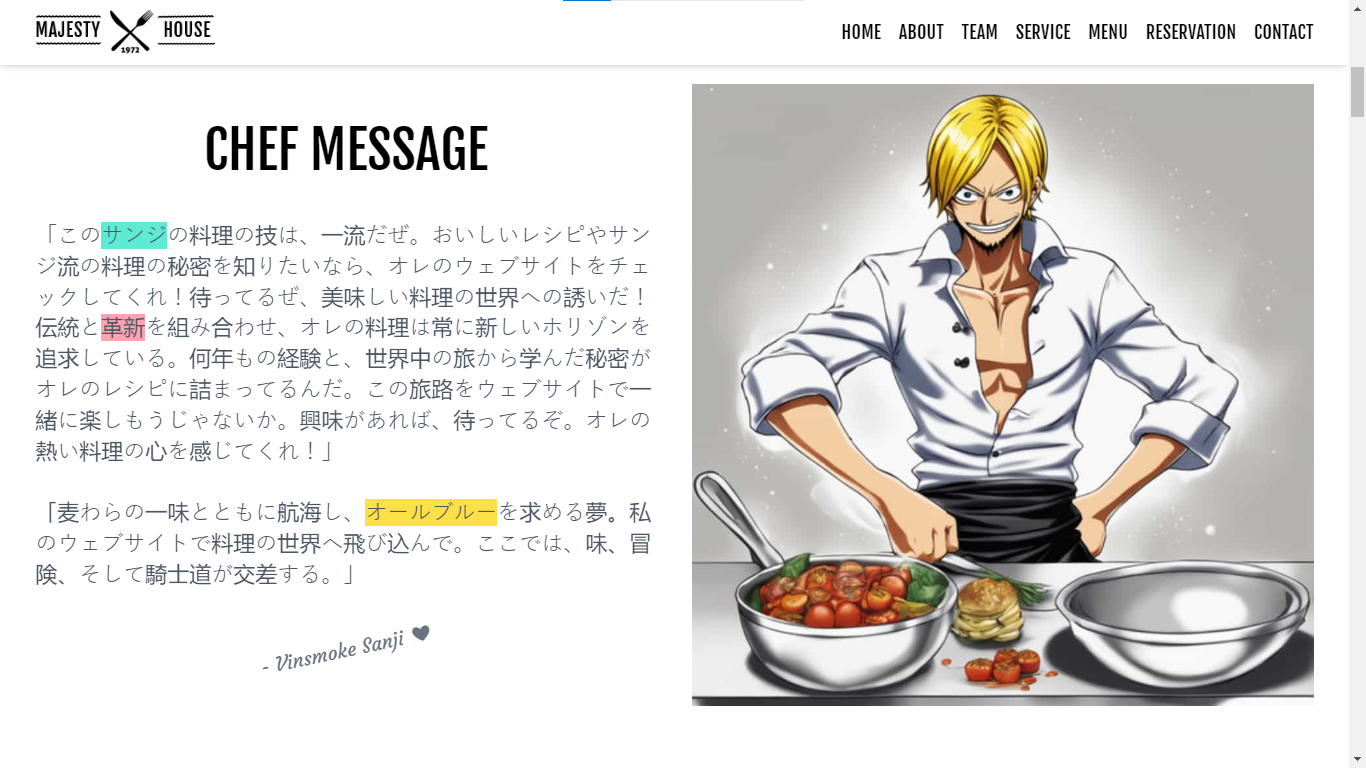 MAJESTY HOUSE
1972
HOME ABOUT TEAM SERVICE MENU RESERVATION CONTACT
CHEF MESSAGE
「このサンジの料理の技は、一流だぜ。おいしいレシピやサン
ジ流の料理の秘密を知りたいなら、オレのウェブサイトをチェ
ックしてくれ！待ってるぜ、美味しい料理の世界への誘いだ！
伝統と革新を組み合わせ、オレの料理は常に新しいホリゾンを
追求している。何年もの経験と、世界中の旅から学んだ秘密が
オレのレシピに詰まってるんだ。この旅路をウェブサイトで一
緒に楽しもうじゃないか。興味があれば、待ってるぞ。オレの
熱い料理の心を感じてくれ！」
「麦わらの一味とともに航海し、オールブルーを求める夢。私
のウェブサイトで料理の世界へ飛び込んで。ここでは、味、冒
険、そして騎士道が交差する。」
- Vinsmoke Sanji